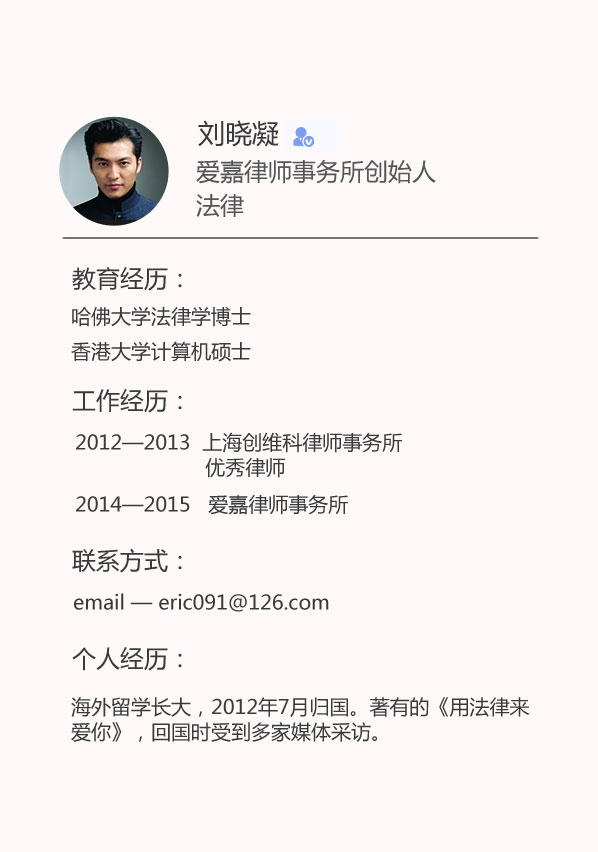 刘晓凝
爱嘉律师事务所创始人
法律
教育经历：
哈佛大学法律学博士
香港大学计算机硕士
工作经历：
2012—2013 上海创维科律师事务所
优秀律师
2014—2015 爱嘉律师事务所
联系方式：
email — eric091@126.com
个人经历：
海外留学长大，2012年7月归国。著有的《用法律来
爱你》，回国时受到多家媒体采访。